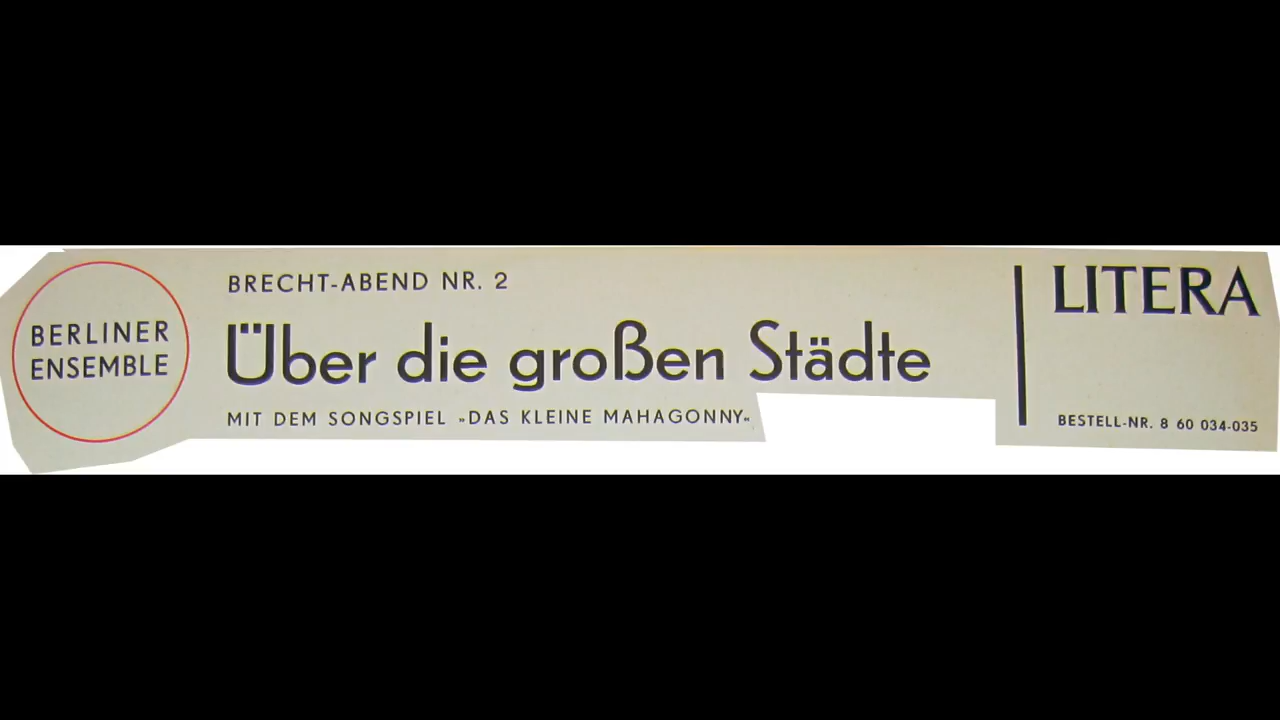 BERLINER
ENSEMBLE
BRECHT-ABEND NR. 2
Über die großen Städte
MIT DEM SONGSPIEL »DAS KLEINE MAHAGONNY«
LITERA
BESTELL-NR. 8 60 034-035